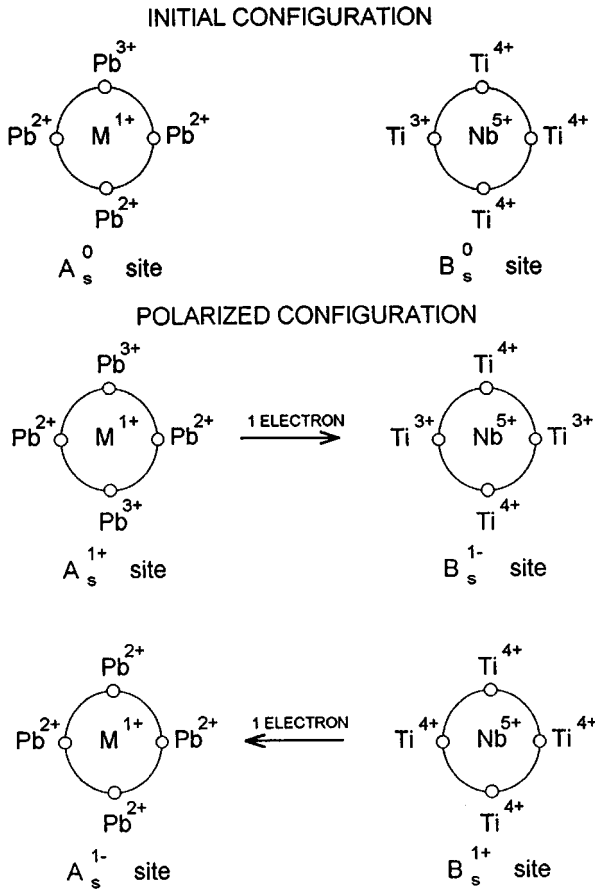 INITIAL CONFIGURATION
Pb3+ Ti4+
Pb2+ M1+ Pb2+ Ti3+ Nb5+ Ti4+
Pb2+ Ti4+
As0 site Bs0 site
POLARIZED CONFIGURATION
Pb3+ Ti4+
Pb2+ M1+ Pb2+ 1 ELECTRON Ti3+ Nb5+ Ti3+
Pb3+ Ti4+
As1+ site Bs1- site
Pb2+ Ti4+
Pb2+ M1+ Pb2+ 1 ELECTRON Ti4+ Nb5+ Ti4+
Pb2+ Ti4+
As1- site Bs1+ site